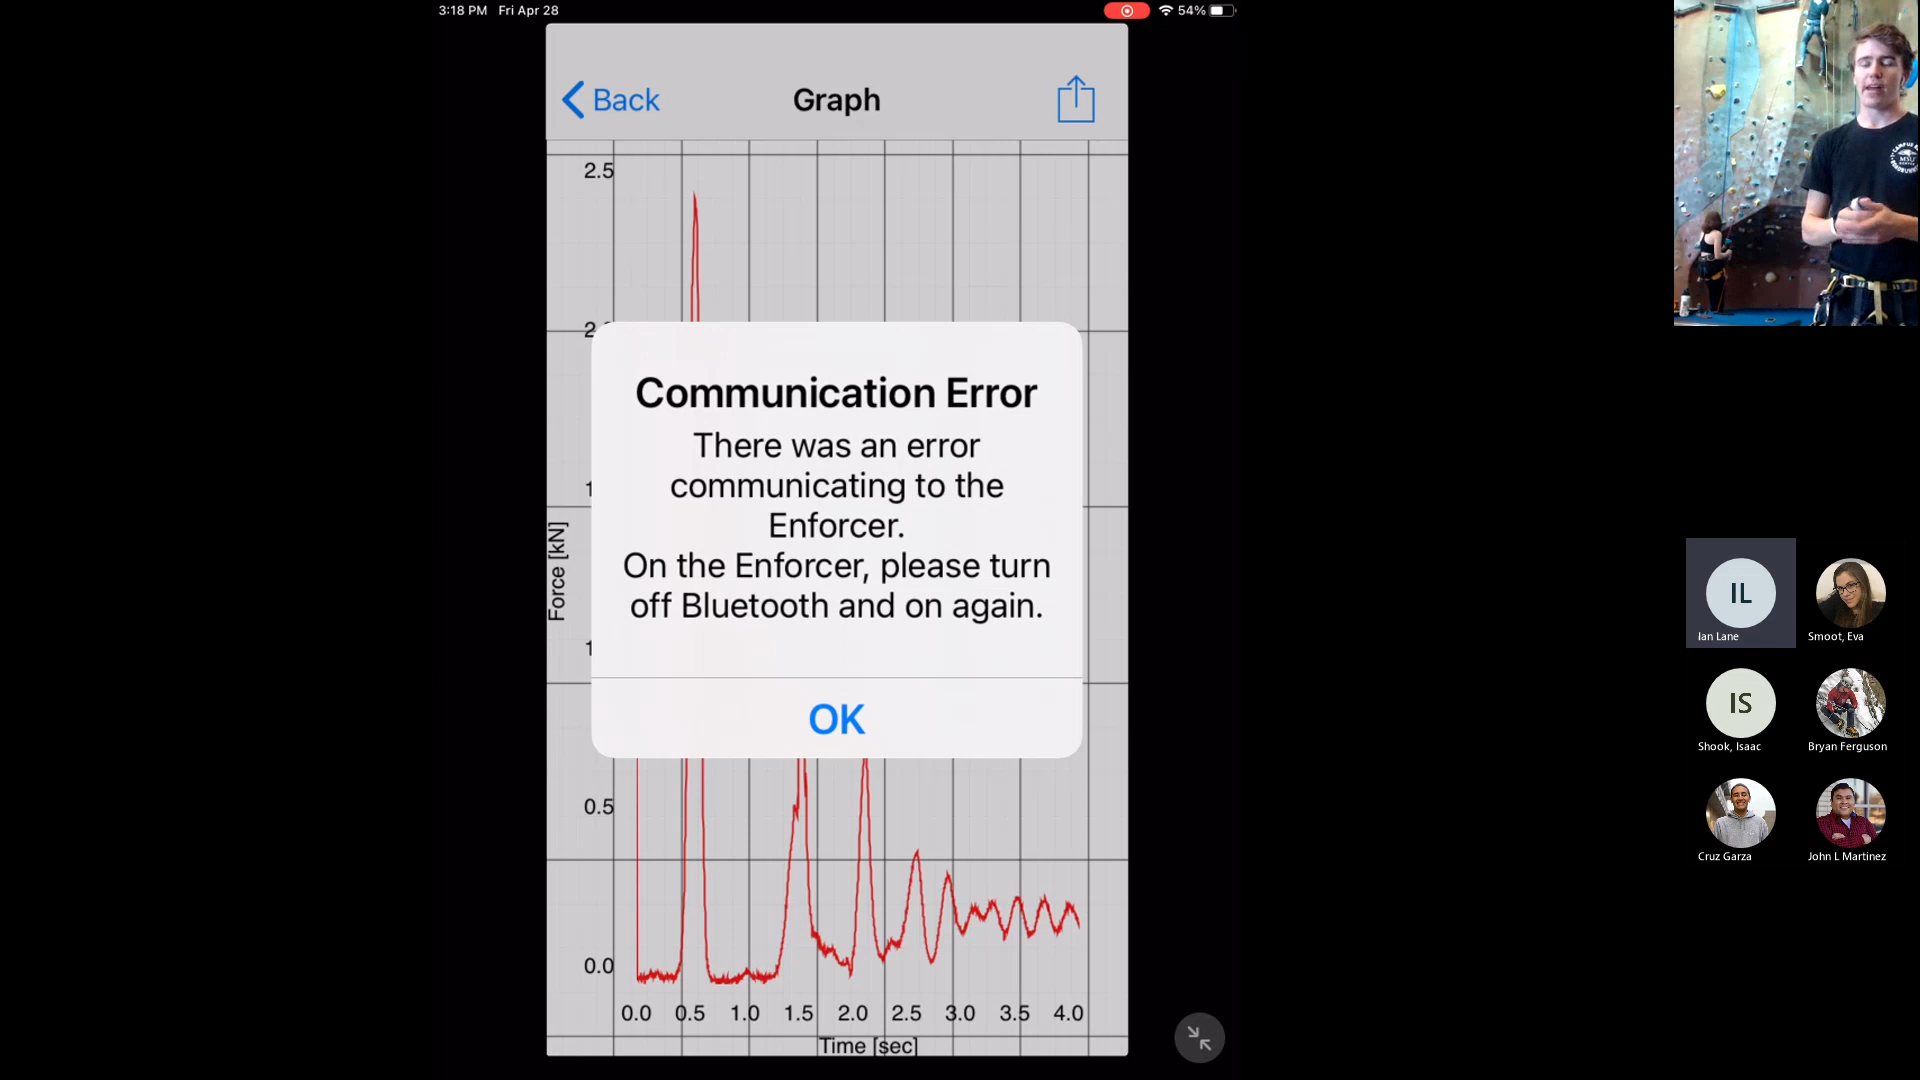 3:18 PM Fri Apr 28
54%
Back
Graph
2.5
Communication Error
There was an error
communicating to the
Enforcer.
On the Enforcer, please turn
off Bluetooth and on again.
OK
Force [kN]
0.5
0.0
0.0 0.5 1.0 1.5 2.0 2.5 3.0 3.5 4.0
Time [sec]
MSU
IL
Ian Lane
Smoot, Eva
IS
Shook, Isaac
Bryan Ferguson
Cruz Garza
John L Martinez